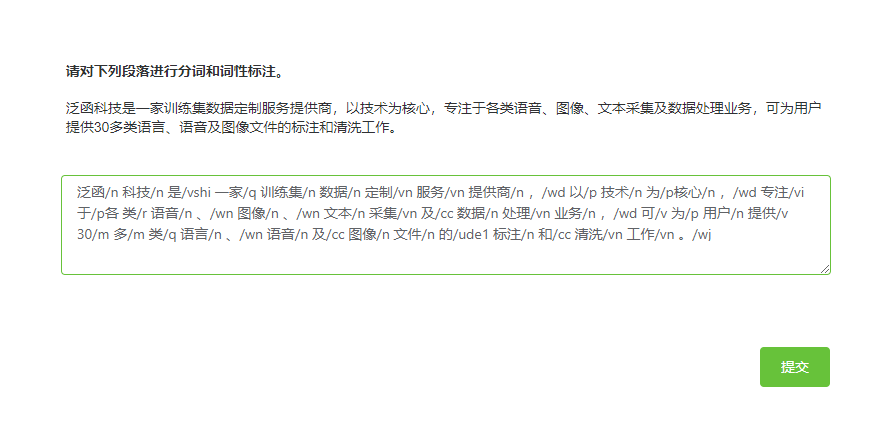 请对下列段落进行分词和词性标注。
泛函科技是一家训练集数据定制服务提供商，以技术为核心，专注于各类语音、图像、文本采集及数据处理业务，可为用户
提供30多类语言、语音及图像文件的标注和清洗工作。
泛函/n 科技/n 是/vshi 一家/q 训练集/n 数据/n 定制/vn 服务/vn 提供商/n ，/wd 以/p 技术/n 为/p核心/n ，/wd 专注/vi
于/p各 类/r 语音/n 、/wn 图像/n 、/wn 文本/n 采集/vn 及/cc 数据/n 处理/vn 业务/n ，/wd 可/v 为/p 用户/n 提供/v
30/m 多/m 类/q 语言/n 、/wn 语音/n 及/cc 图像/n 文件/n 的/ude1 标注/n 和/cc 清洗/vn 工作/vn 。/wj
提交